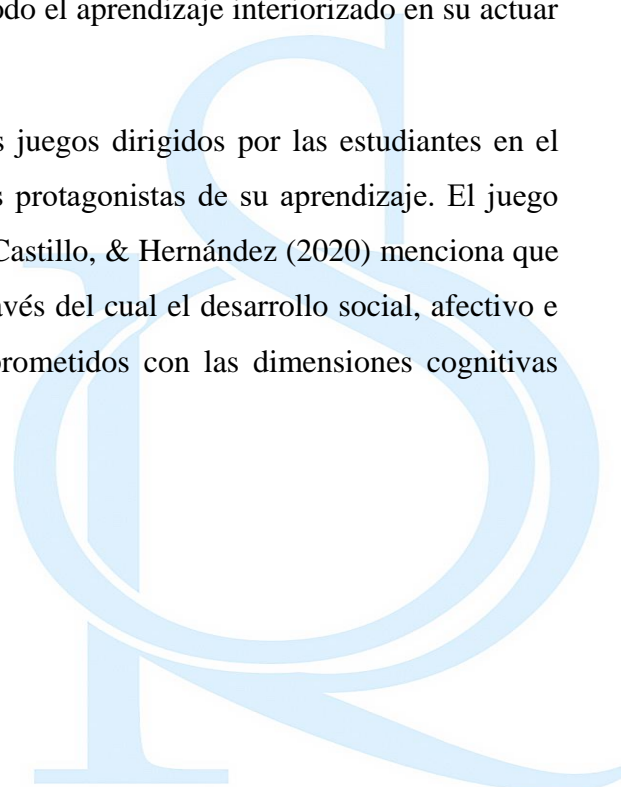 odo el aprendizaje interiorizado en su actuar
s juegos dirigidos por las estudiantes en el
s protagonistas de su aprendizaje. El juego
Castillo, & Hernández (2020) menciona que
avés del cual el desarrollo social, afectivo e
prometidos con las dimensiones cognitivas